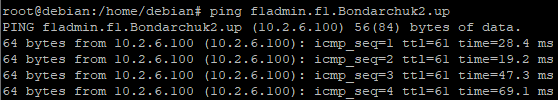 root@debian:/home/debian# ping fladmin.fl.Bondarchuk2.up
PING fladmin.fl.Bondarchuk2.up (10.2.6.100) 56(84) bytes of data.
64 bytes from 10.2.6.100 (10.2.6.100): icmp_seq=1 ttl=61 time=28.4 ms
64 bytes from 10.2.6.100 (10.2.6.100): icmp_seq=2 ttl=61 time=19.2 ms
64 bytes from 10.2.6.100 (10.2.6.100): icmp_seq=3 ttl=61 time=47.3 ms
64 bytes from 10.2.6.100 (10.2.6.100): icmp_seq=4 ttl=61 time=69.1 ms